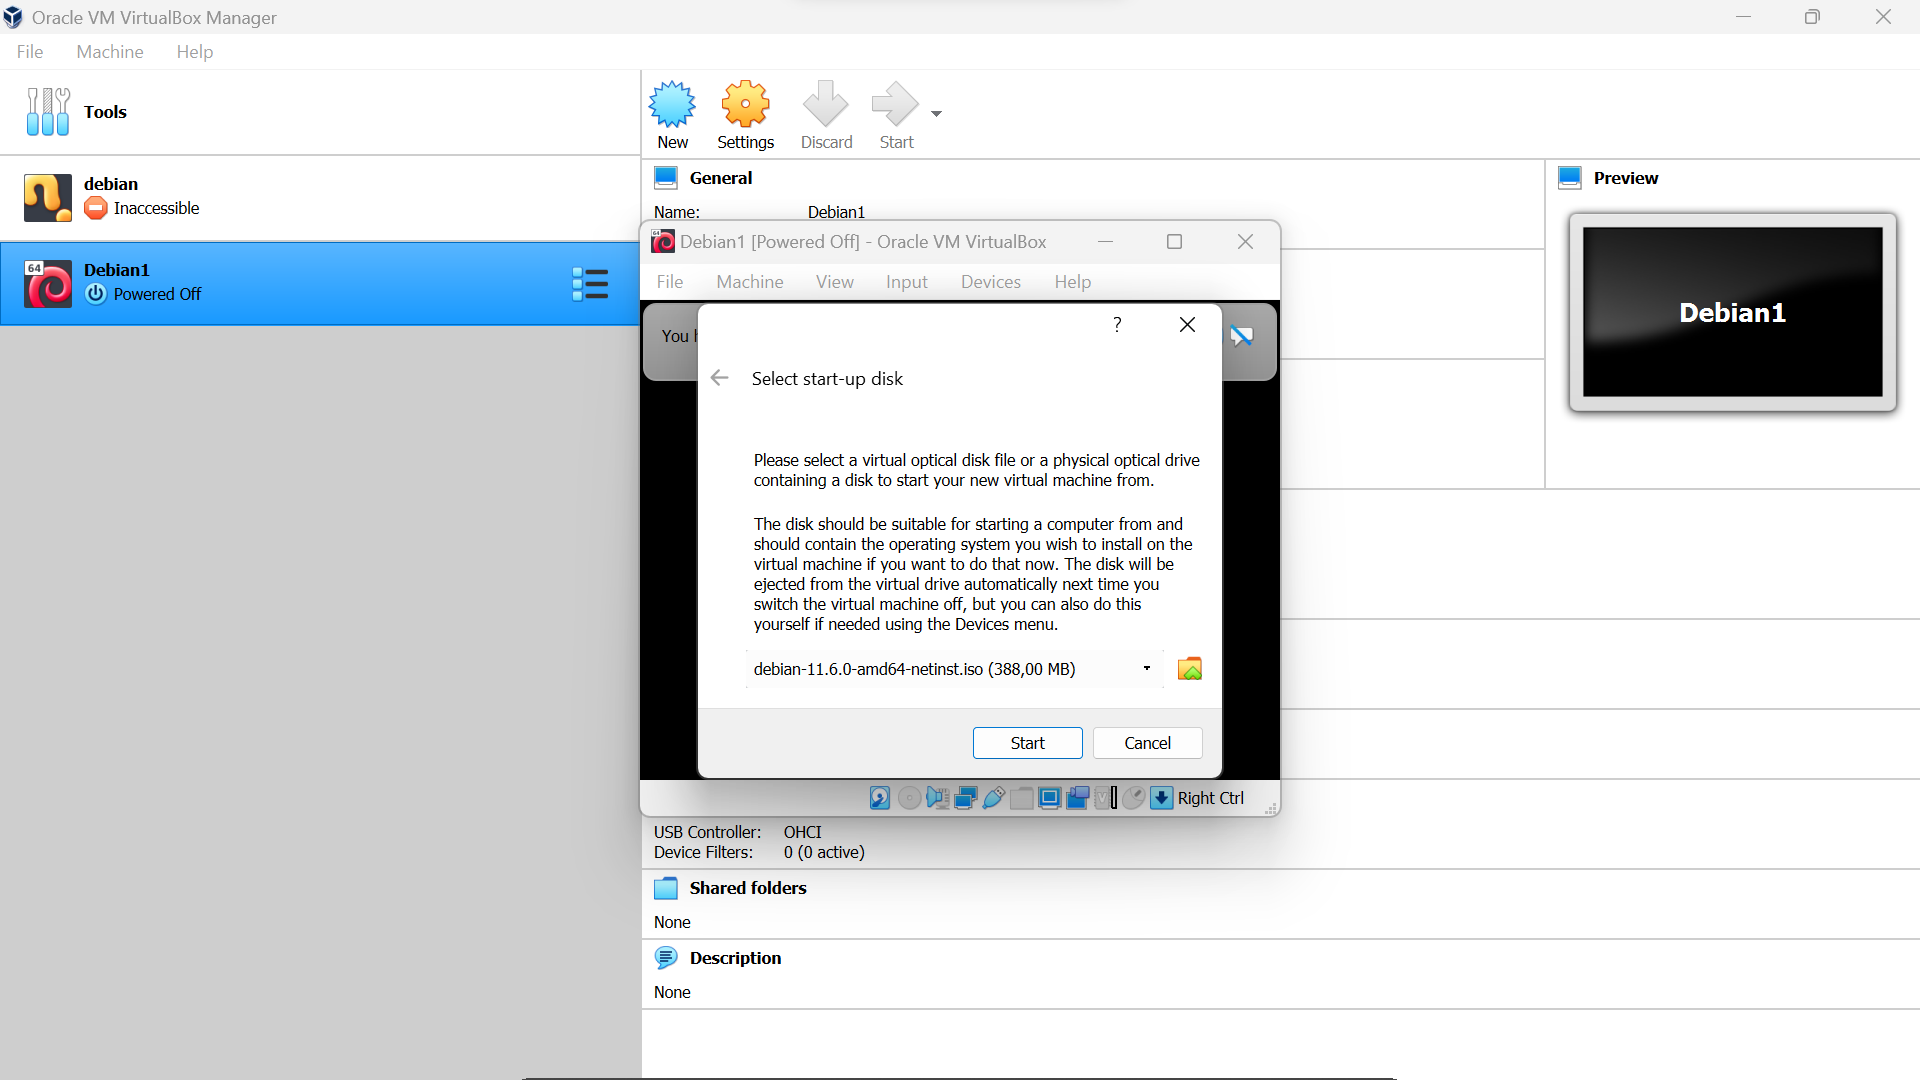 Oracle VM VirtualBox Manager
File Machine Help
Tools
New Settings Discard Start
debian
Inaccessible
64
Debian1
Powered Off
General
Name: Debian1
Preview
Debian1
64
Debian1 [Powered Off] - Oracle VM VirtualBox
File Machine View Input Devices Help
You
?
Select start-up disk
Please select a virtual optical disk file or a physical optical drive
containing a disk to start your new virtual machine from.
The disk should be suitable for starting a computer from and
should contain the operating system you wish to install on the
virtual machine if you want to do that now. The disk will be
ejected from the virtual drive automatically next time you
switch the virtual machine off, but you can also do this
yourself if needed using the Devices menu.
debian-11.6.0-amd64-netinst.iso (388,00 MB)
Start Cancel
Right Ctrl
USB Controller: OHCI
Device Filters: 0 (0 active)
Shared folders
None
Description
None